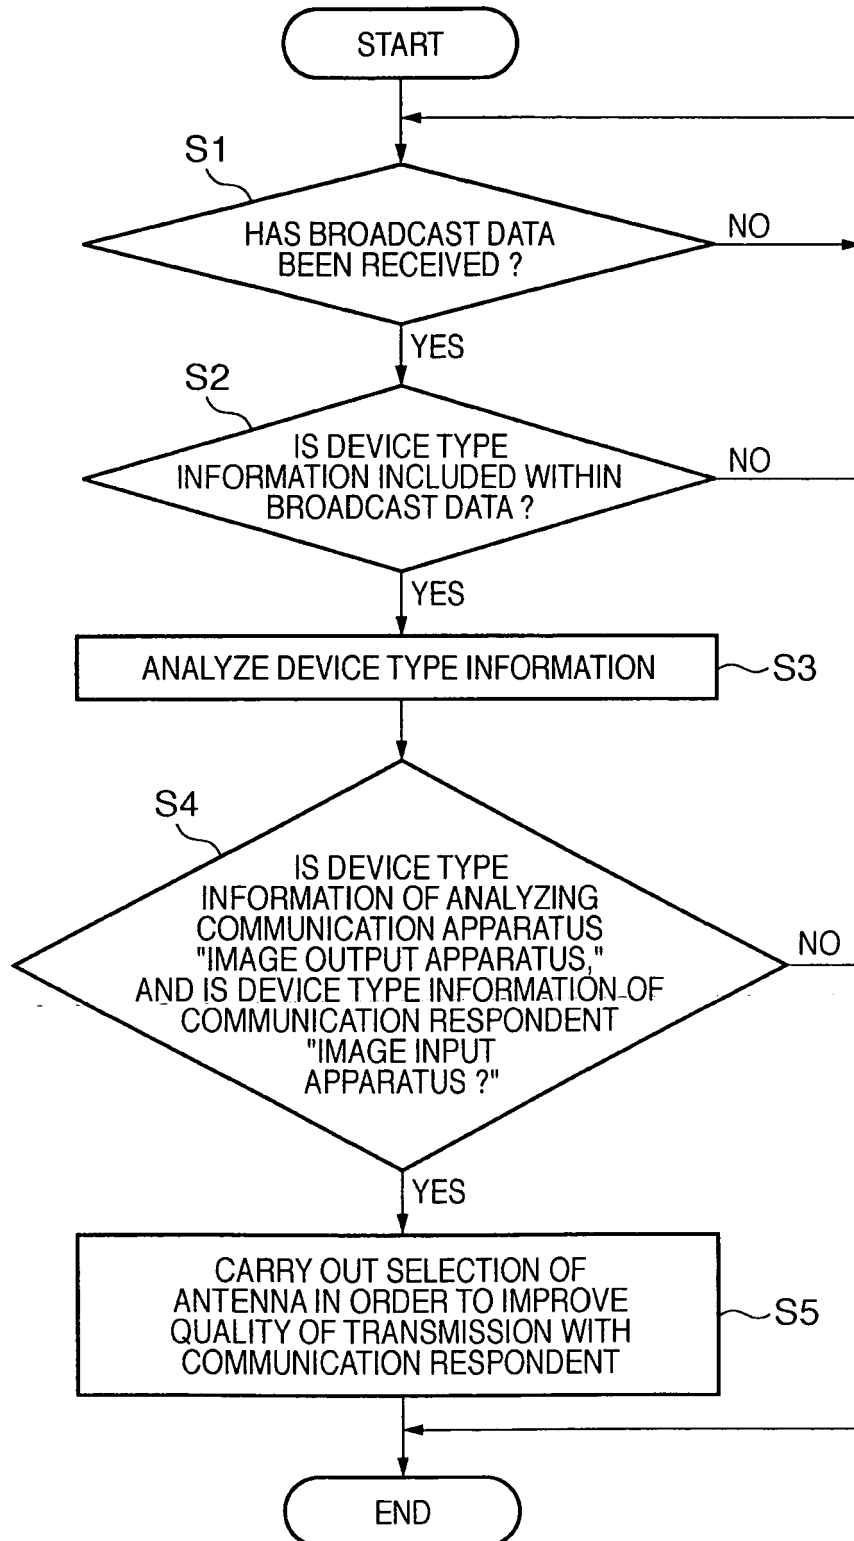 START
S1
HAS BROADCAST DATA
BEEN RECEIVED ?
NO
YES
S2
IS DEVICE TYPE
INFORMATION INCLUDED WITHIN
BROADCAST DATA ?
NO
YES
ANALYZE DEVICE TYPE INFORMATION
S3
S4
IS DEVICE TYPE
INFORMATION OF ANALYZING
COMMUNICATION APPARATUS
"IMAGE OUTPUT APPARATUS,"
AND IS DEVICE TYPE INFORMATION OF
COMMUNICATION RESPONDENT
"IMAGE INPUT
APPARATUS ?"
NO
YES
CARRY OUT SELECTION OF
ANTENNA IN ORDER TO IMPROVE
QUALITY OF TRANSMISSION WITH
COMMUNICATION RESPONDENT
S5
END